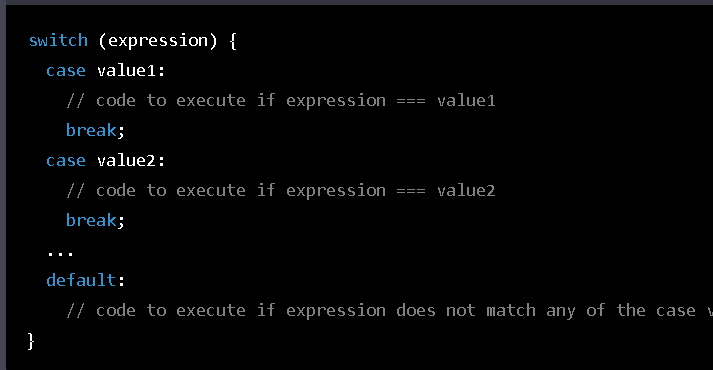 switch (expression) {
  case value1:
    // code to execute if expression === value1
    break;
  case value2:
    // code to execute if expression === value2
    break;
  ...
  default:
    // code to execute if expression does not match any of the case
}